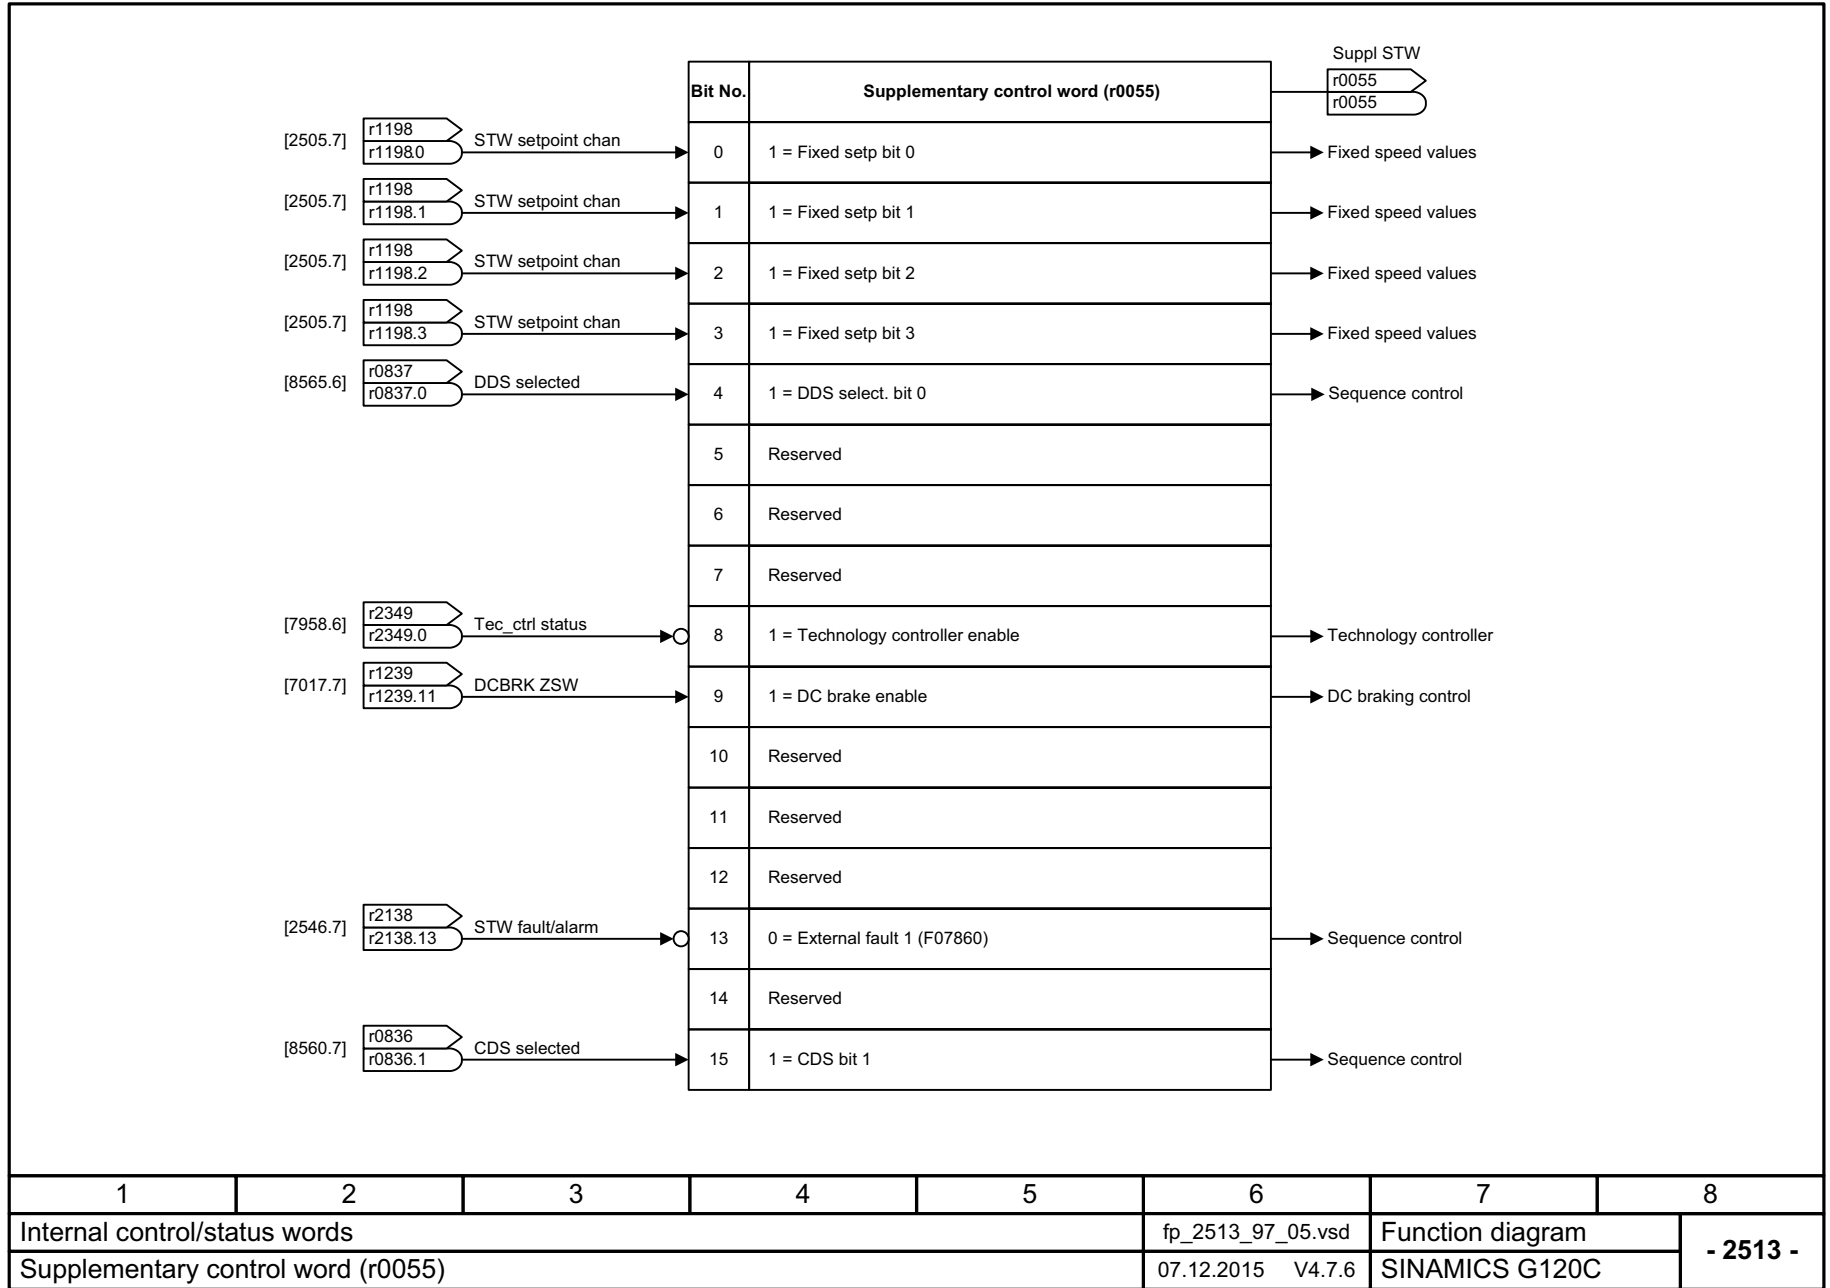 Suppl STW
r0055
r0055
Bit No. Supplementary control word (r0055)
[2505.7] r1198 STW setpoint chan
r1198.0 0 1 = Fixed setp bit 0 Fixed speed values
[2505.7] r1198 STW setpoint chan
r1198.1 1 1 = Fixed setp bit 1 Fixed speed values
[2505.7] r1198 STW setpoint chan
r1198.2 2 1 = Fixed setp bit 2 Fixed speed values
[2505.7] r1198 STW setpoint chan
r1198.3 3 1 = Fixed setp bit 3 Fixed speed values
[8565.6] r0837 DDS selected
r0837.0 4 1 = DDS select. bit 0 Sequence control
5 Reserved
6 Reserved
7 Reserved
[7958.6] r2349 Tec_ctrl status
r2349.0 8 1 = Technology controller enable Technology controller
[7017.7] r1239 DCBRK ZSW
r1239.11 9 1 = DC brake enable DC braking control
10 Reserved
11 Reserved
12 Reserved
[2546.7] r2138 STW fault/alarm
r2138.13 13 0 = External fault 1 (F07860) Sequence control
14 Reserved
[8560.7] r0836 CDS selected
r0836.1 15 1 = CDS bit 1 Sequence control
1 2 3 4 5 6 7 8
Internal control/status words fp_2513_97_05.vsd Function diagram
- 2513 -
Supplementary control word (r0055) 07.12.2015 V4.7.6 SINAMICS G120C